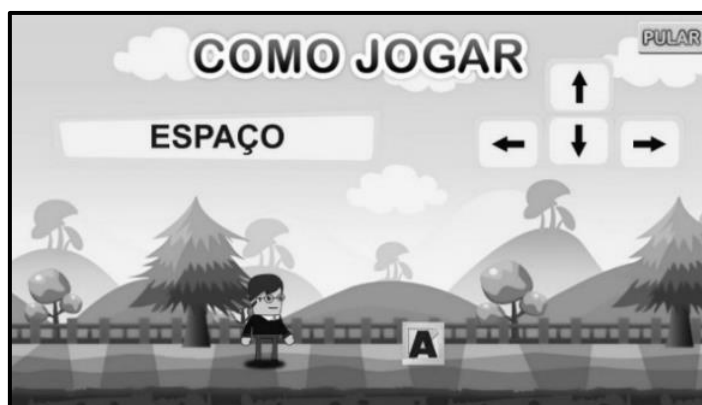 COMO JOGAR
PULAR
ESPAÇO
↑
← ↓ →
A